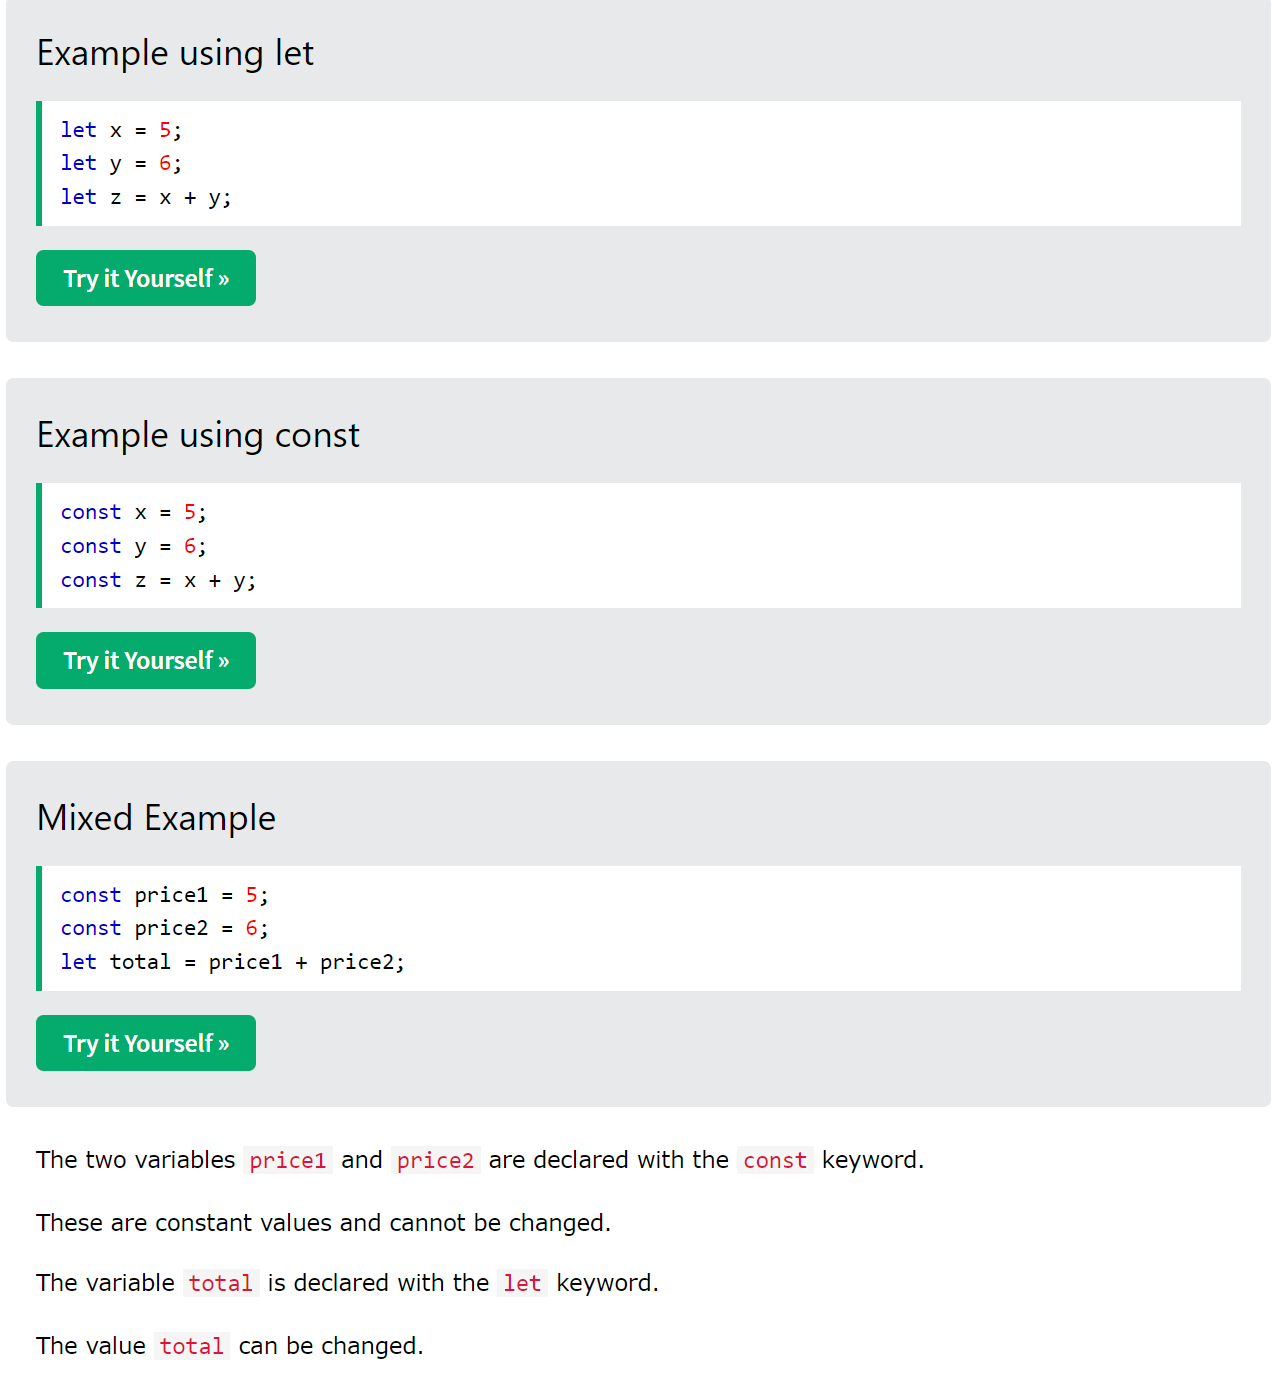 Example using let
let x = 5;
let y = 6;
let z = x + y;
Try it Yourself »
Example using const
const x = 5;
const y = 6;
const z = x + y;
Try it Yourself »
Mixed Example
const price1 = 5;
const price2 = 6;
let total = price1 + price2;
Try it Yourself »
The two variables price1 and price2 are declared with the const keyword.
These are constant values and cannot be changed.
The variable total is declared with the let keyword.
The value total can be changed.